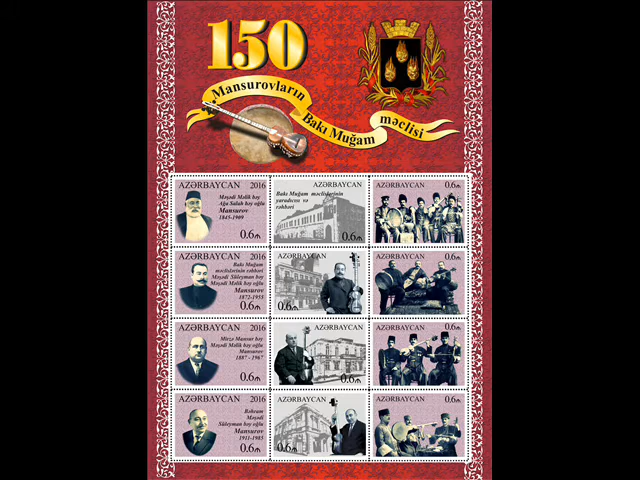 150
Mansurovların
Bakı Muğam
məclisi
AZƏRBAYCAN 2016
Məşədi Məlik bəy
Ağa Salah bəy oğlu
Mansurov
1845-1909
0.6₼
AZƏRBAYCAN
Bakı Muğam məclislərinin
yaradıcısı və
rəhbəri
0.6₼
0.6₼
AZƏRBAYCAN
AZƏRBAYCAN 2016
Bakı Muğam
məclislərinin rəhbəri
Məşədi Süleyman bəy
Məşədi Məlik bəy oğlu
Mansurov
1872-1955
0.6₼
AZƏRBAYCAN
0.6₼
0.6₼
AZƏRBAYCAN
AZƏRBAYCAN 2016
Mirzə Mansur bəy
Məşədi Məlik bəy oğlu
Mansurov
1887 - 1967
0.6₼
AZƏRBAYCAN
0.6₼
AZƏRBAYCAN 0.6₼
AZƏRBAYCAN 2016
Bəhram
Məşədi
Süleyman bəy oğlu
Mansurov
1911-1985
0.6₼
AZƏRBAYCAN
0.6₼
0.6₼
AZƏRBAYCAN